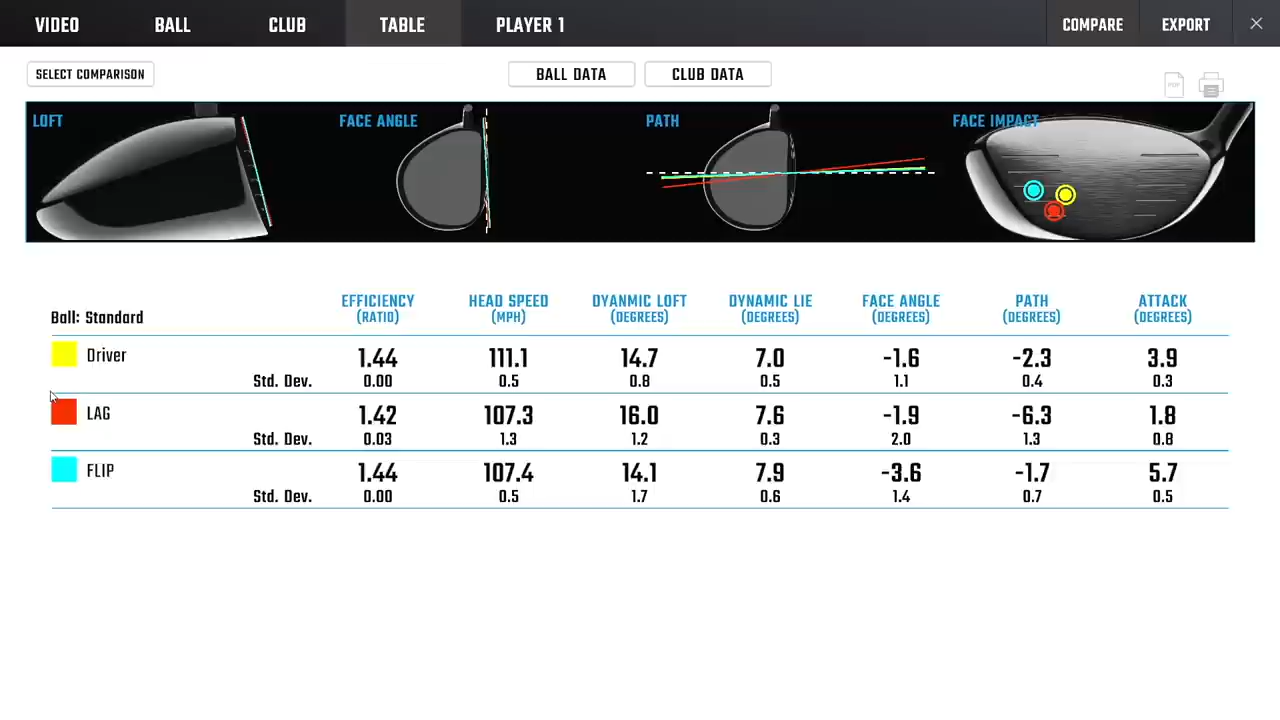 VIDEO BALL CLUB TABLE PLAYER 1 COMPARE EXPORT
SELECT COMPARISON BALL DATA CLUB DATA
LOFT FACE ANGLE PATH FACE IMPACT
EFFICIENCY HEAD SPEED DYANMIC LOFT DYNAMIC LIE FACE ANGLE PATH ATTACK
Ball: Standard (RATIO) (MPH) (DEGREES) (DEGREES) (DEGREES) (DEGREES) (DEGREES)
Driver 1.44 111.1 14.7 7.0 -1.6 -2.3 3.9
Std. Dev. 0.00 0.5 0.8 0.5 1.1 0.4 0.3
LAG 1.42 107.3 16.0 7.6 -1.9 -6.3 1.8
Std. Dev. 0.03 1.3 1.2 0.3 2.0 1.3 0.8
FLIP 1.44 107.4 14.1 7.9 -3.6 -1.7 5.7
Std. Dev. 0.00 0.5 1.7 0.6 1.4 0.7 0.5